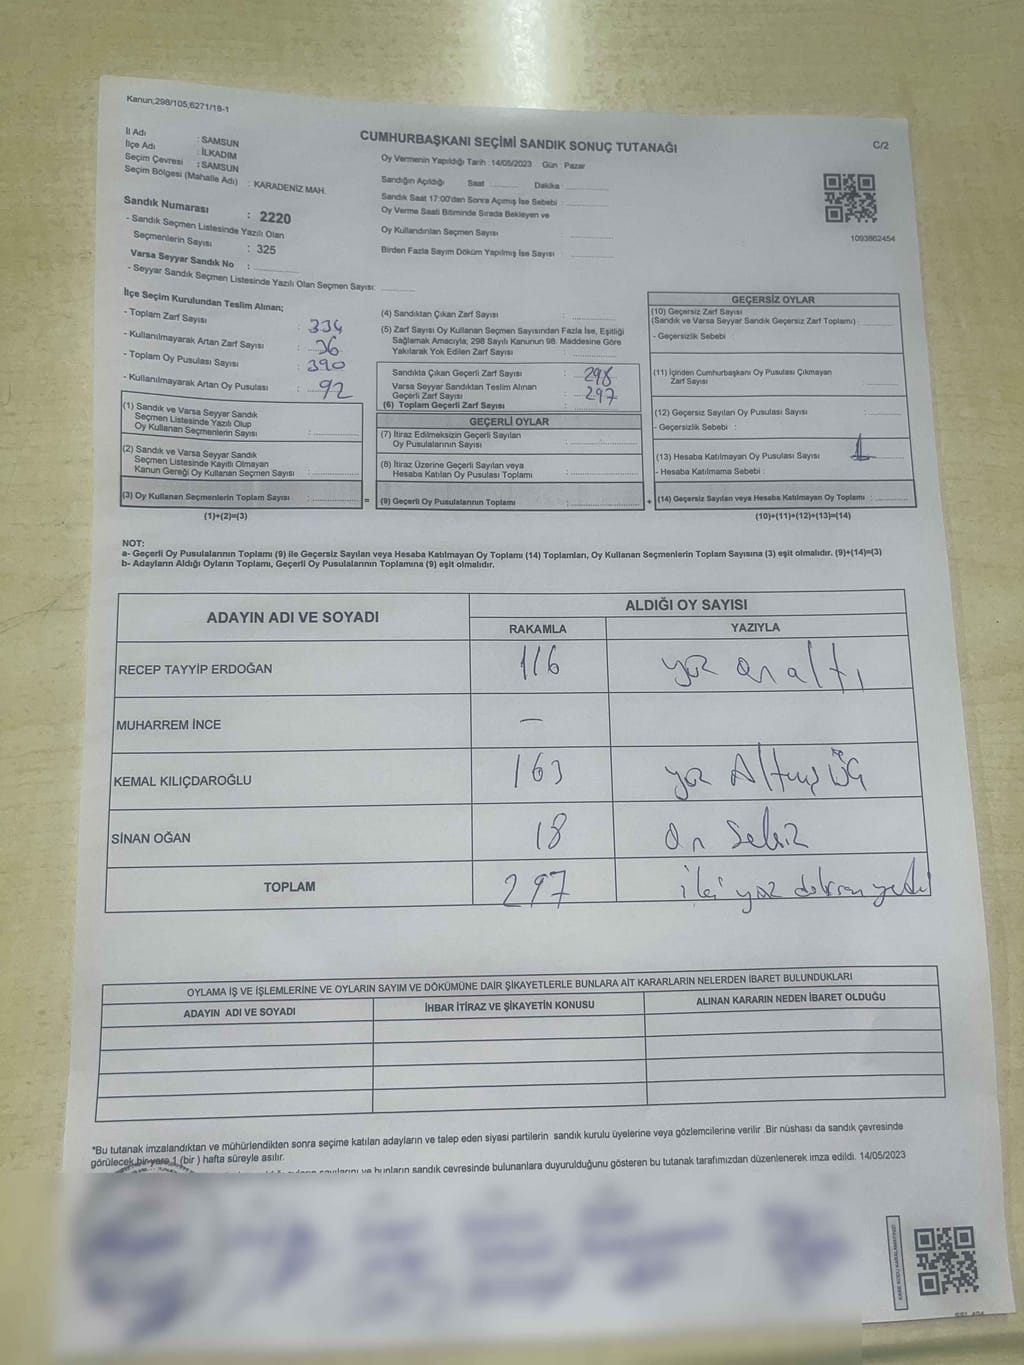 Kanun;298/105;6271/18-1
C/2
CUMHURBAŞKANI SEÇİMİ SANDIK SONUÇ TUTANAĞI
İl Adı : SAMSUN
İlçe Adı : İLKADIM
Seçim Çevresi : SAMSUN
Seçim Bölgesi (Mahalle Adı) : KARADENİZ MAH.
Sandık Numarası : 2220
- Sandık Seçmen Listesinde Yazılı Olan
Seçmenlerin Sayısı : 325
Varsa Seyyar Sandık No :
- Seyyar Sandık Seçmen Listesinde Yazılı Olan Seçmen Sayısı:
Oy Vermenin Yapıldığı Tarih : 14/05/2023 Gün : Pazar
Sandığın Açıldığı Saat Dakika :
Sandık Saat 17:00'den Sonra Açımış İse Sebebi :
Oy Verme Saati Bitiminde Sırada Bekleyen ve
Oy Kullandırılan Seçmen Sayısı :
Birden Fazla Sayım Döküm Yapılmış İse Sayısı :
1093862454
İlçe Seçim Kurulundan Teslim Alınan;
- Toplam Zarf Sayısı : 334
- Kullanılmayarak Artan Zarf Sayısı : 36
- Toplam Oy Pusulası Sayısı : 390
- Kullanılmayarak Artan Oy Pusulası : 92
(1) Sandık ve Varsa Seyyar Sandık
Seçmen Listesinde Yazılı Olup
Oy Kullanan Seçmenlerin Sayısı :
(2) Sandık ve Varsa Seyyar Sandık
Seçmen Listesinde Kayıtlı Olmayan
Kanun Gereği Oy Kullanan Seçmen Sayısı :
(3) Oy Kullanan Seçmenlerin Toplam Sayısı : =
(1)+(2)=(3)
(4) Sandıktan Çıkan Zarf Sayısı :
(5) Zarf Sayısı Oy Kullanan Seçmen Sayısından Fazla İse, Eşitliği
Sağlamak Amacıyla; 298 Sayılı Kanunun 98. Maddesine Göre
Yakılarak Yok Edilen Zarf Sayısı :
Sandıkta Çıkan Geçerli Zarf Sayısı : 298
Varsa Seyyar Sandıktan Teslim Alınan
Geçerli Zarf Sayısı : 297
(6) Toplam Geçerli Zarf Sayısı :
GEÇERLİ OYLAR
(7) İtiraz Edilmeksizin Geçerli Sayılan
Oy Pusulalarının Sayısı :
(8) İtiraz Üzerine Geçerli Sayılan veya
Hesaba Katılan Oy Pusulası Toplamı :
(9) Geçerli Oy Pusulalarının Toplamı : +
GEÇERSİZ OYLAR
(10) Geçersiz Zarf Sayısı
(Sandık ve Varsa Seyyar Sandık Geçersiz Zarf Toplamı) :
- Geçersizlik Sebebi :
(11) İçinden Cumhurbaşkanı Oy Pusulası Çıkmayan
Zarf Sayısı :
(12) Geçersiz Sayılan Oy Pusulası Sayısı :
- Geçersizlik Sebebi :
(13) Hesaba Katılmayan Oy Pusulası Sayısı : 1
- Hesaba Katılmama Sebebi :
(14) Geçersiz Sayılan veya Hesaba Katılmayan Oy Toplamı :
(10)+(11)+(12)+(13)=(14)
NOT:
a- Geçerli Oy Pusulalarının Toplamı (9) ile Geçersiz Sayılan veya Hesaba Katılmayan Oy Toplamı (14) Toplamları, Oy Kullanan Seçmenlerin Toplam Sayısına (3) eşit olmalıdır. (9)+(14)=(3)
b- Adayların Aldığı Oyların Toplamı, Geçerli Oy Pusulalarının Toplamına (9) eşit olmalıdır.
ADAYIN ADI VE SOYADI
ALDIĞI OY SAYISI
RAKAMLA YAZIYLA
RECEP TAYYİP ERDOĞAN 116 yüz on altı
MUHARREM İNCE —
KEMAL KILIÇDAROĞLU 163 yüz Altmış üç
SİNAN OĞAN 18 on sekiz
TOPLAM 297 iki yüz doksan yedi
OYLAMA İŞ VE İŞLEMLERİNE VE OYLARIN SAYIM VE DÖKÜMÜNE DAİR ŞİKAYETLERLE BUNLARA AİT KARARLARIN NELERDEN İBARET BULUNDUKLARI
ADAYIN ADI VE SOYADI İHBAR İTİRAZ VE ŞİKAYETİN KONUSU ALINAN KARARIN NEDEN İBARET OLDUĞU
*Bu tutanak imzalandıktan ve mühürlendikten sonra seçime katılan adayların ve talep eden siyasi partilerin sandık kurulu üyelerine veya gözlemcilerine verilir .Bir nüshası da sandık çevresinde
görülecek bir yere 1 (bir ) hafta süreyle asılır.
ve bunların sandık çevresinde bulunanlara duyurulduğunu gösteren bu tutanak tarafımızdan düzenlenerek imza edildi. 14/05/2023